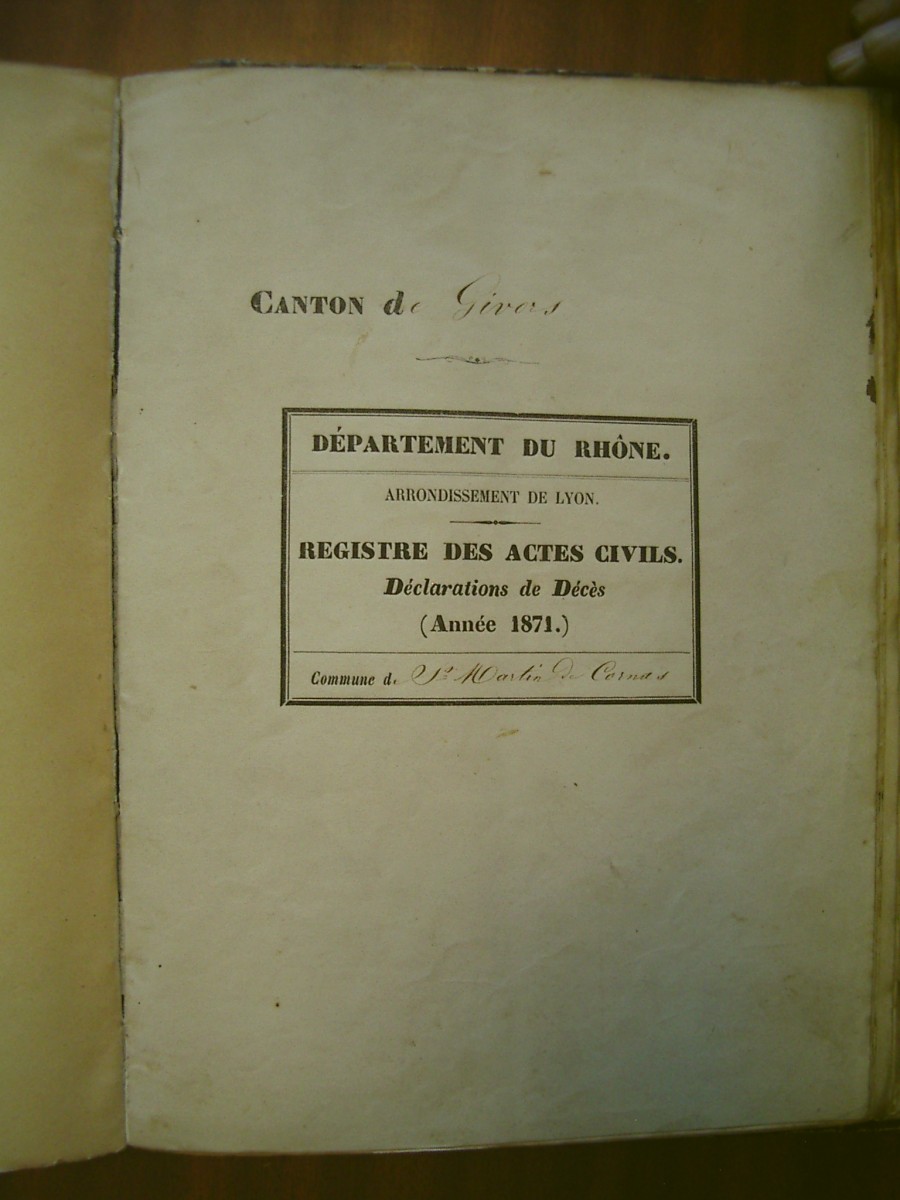 CANTON de Givors
DÉPARTEMENT DU RHÔNE.
ARRONDISSEMENT DE LYON.
REGISTRE DES ACTES CIVILS.
Déclarations de Décès
(Année 1871.)
Commune de St Martin de Cornas